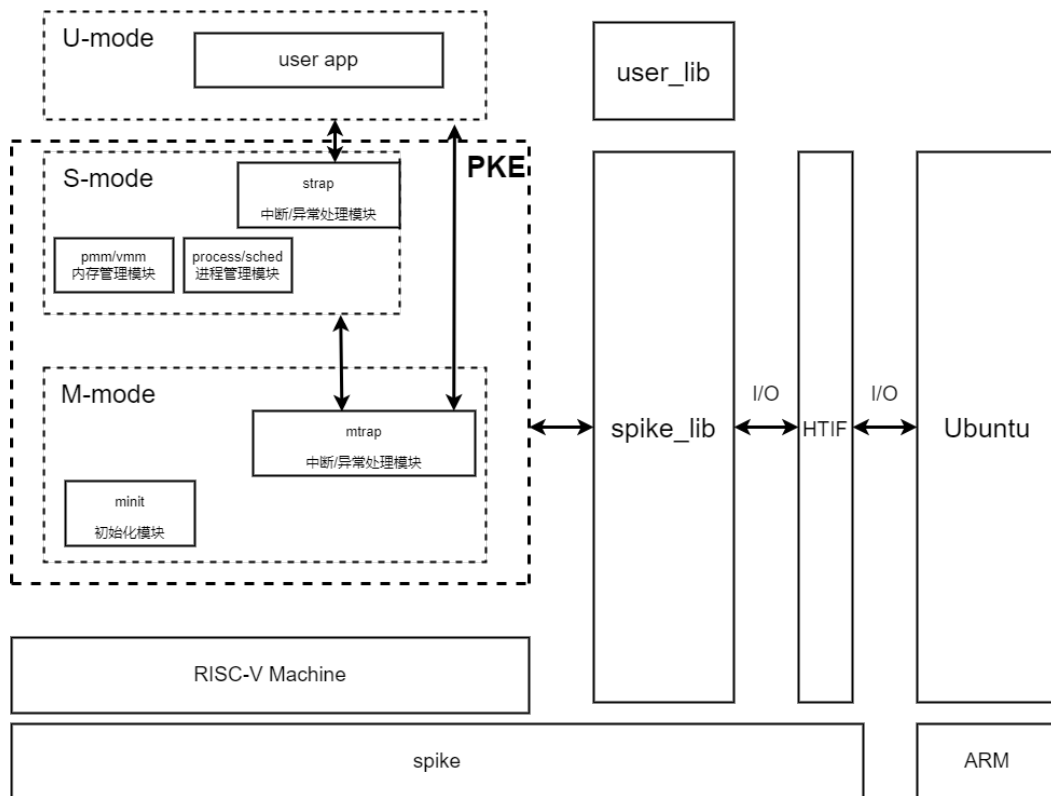 U-mode
user app
user_lib
PKE
S-mode
strap
中断/异常处理模块
pmm/vmm
内存管理模块
process/sched
进程管理模块
M-mode
mtrap
中断/异常处理模块
minit
初始化模块
spike_lib
I/O
HTIF
I/O
Ubuntu
RISC-V Machine
spike
ARM